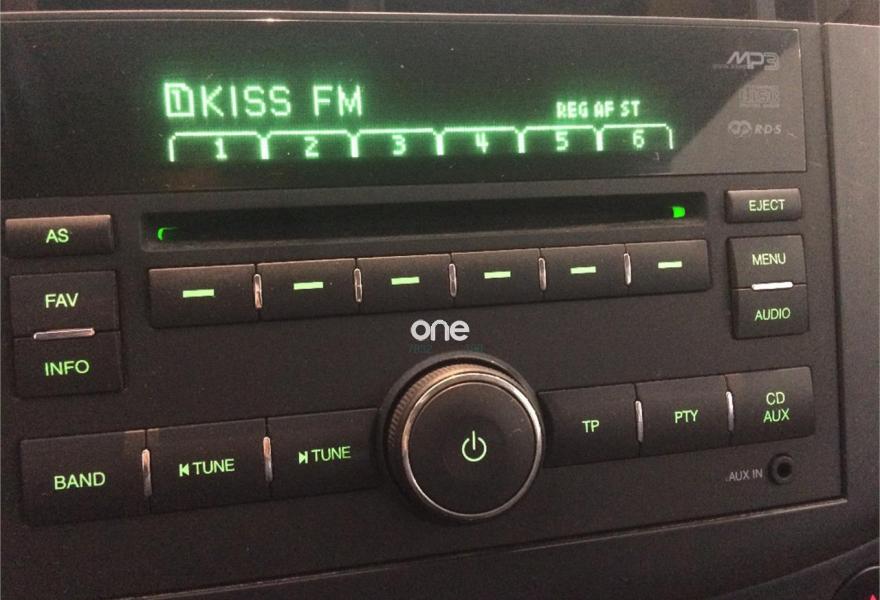 MP3
1 KISS FM
REG AF ST
1 2 3 4 5 6
RDS
AS
EJECT
MENU
FAV
AUDIO
INFO
one
CD
AUX
TP
PTY
BAND
TUNE
TUNE
AUX IN